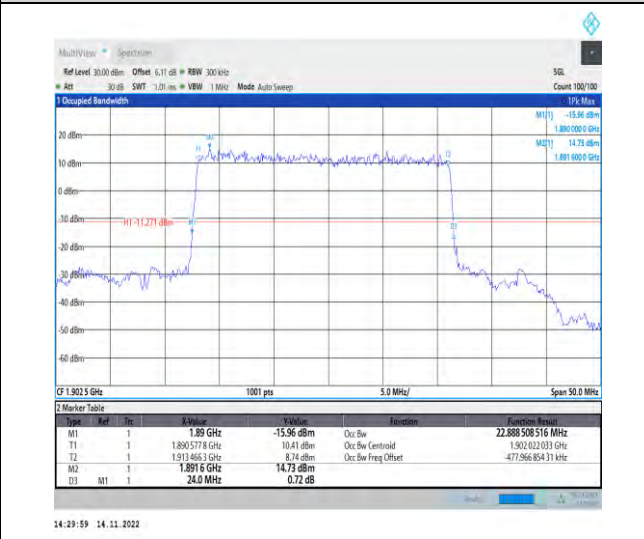 MultiView Spectrum
Ref Level 30.00 dBm Offset 6.11 dB RBW 300 kHz SGL
Att 30 dB SWT 1.01 ms VBW 1 MHz Mode Auto Sweep Count 100/100
1 Occupied Bandwidth 1Pk Max
M1[1] -15.96 dBm
1.890 000 0 GHz
M2[1] 14.73 dBm
1.891 600 0 GHz
20 dBm
M2
T1
T2
10 dBm
0 dBm
-10 dBm
H1 -11.271 dBm
M1
D3
-20 dBm
-30 dBm
-40 dBm
-50 dBm
-60 dBm
CF 1.902 5 GHz 1001 pts 5.0 MHz/ Span 50.0 MHz
2 Marker Table
Type Ref Trc X-Value Y-Value Function Function Result
M1 1 1.89 GHz -15.96 dBm Occ Bw 22.888 508 516 MHz
T1 1 1.890 577 8 GHz 10.41 dBm Occ Bw Centroid 1.902 022 033 GHz
T2 1 1.913 466 3 GHz 8.74 dBm Occ Bw Freq Offset -477.966 854 31 kHz
M2 1 1.891 6 GHz 14.73 dBm
D3 M1 1 24.0 MHz 0.72 dB
14:29:59 14.11.2022